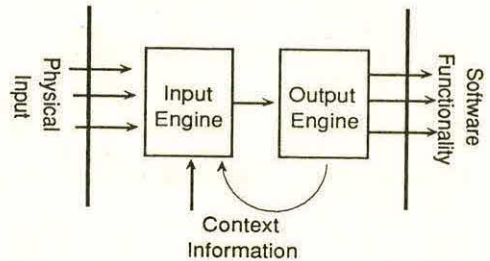 Physical
Input
Input
Engine
Output
Engine
Software
Functionality
Context
Information